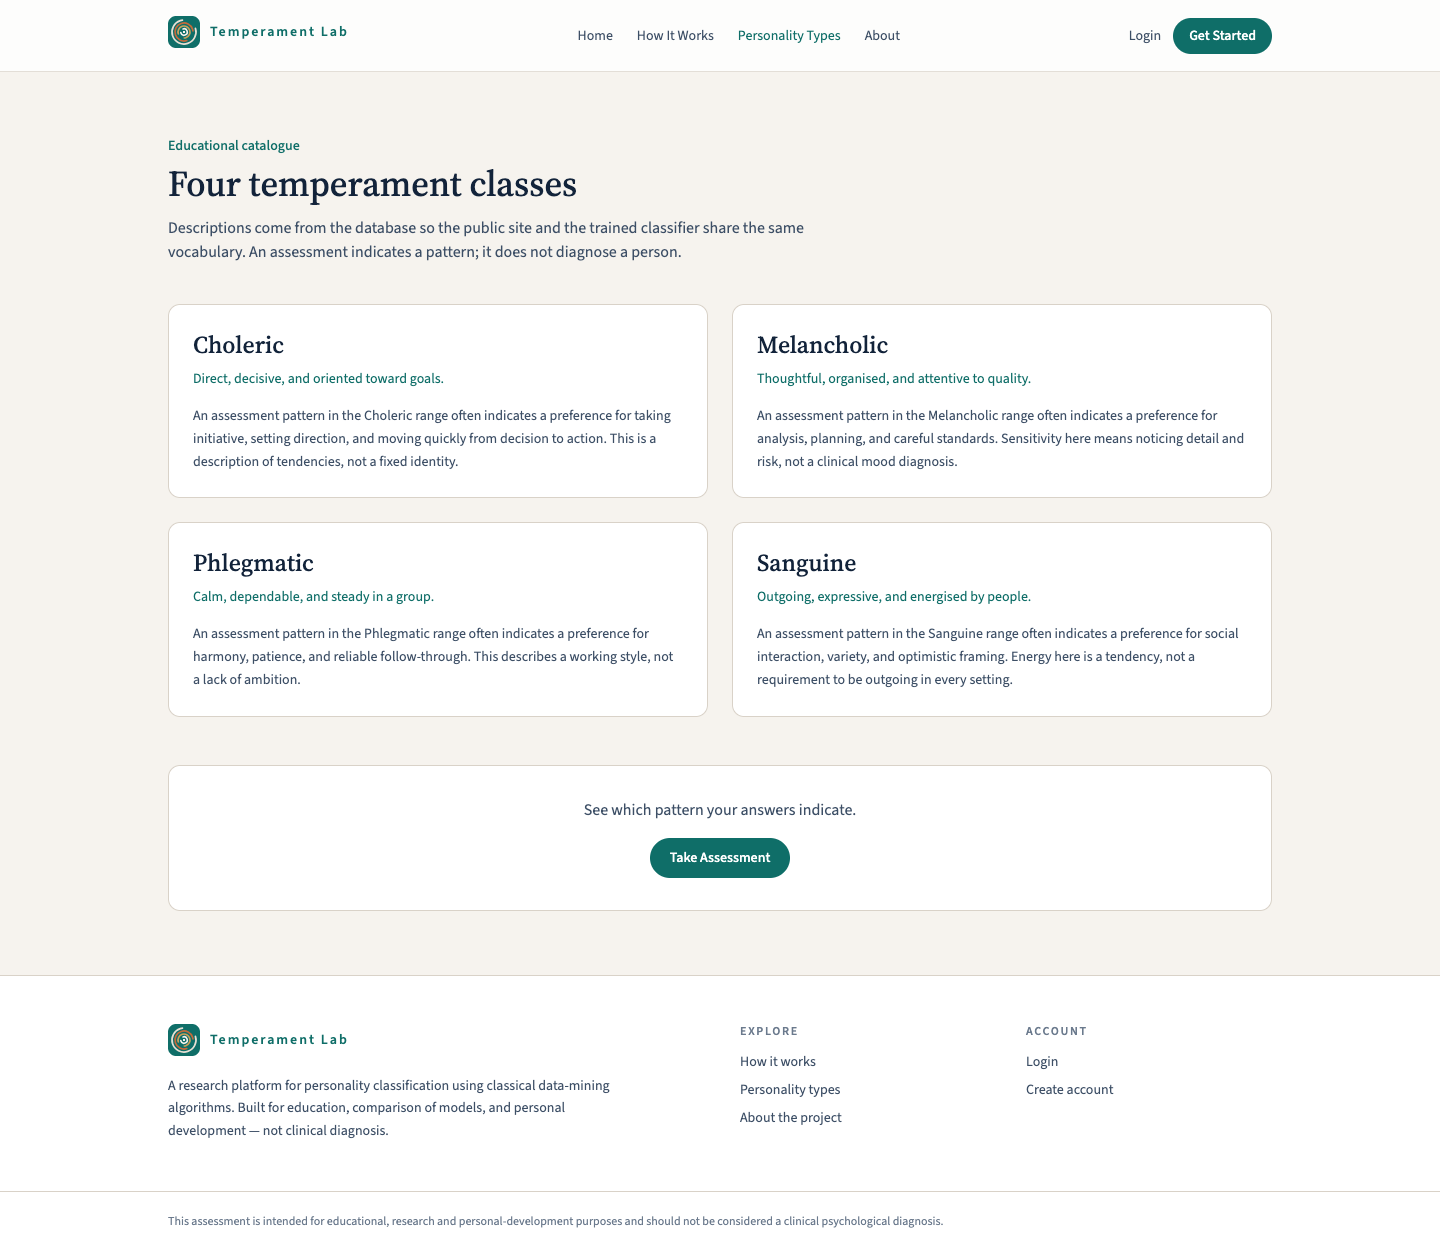 Temperament Lab
Home
How It Works
Personality Types
About
Login
Get Started
Educational catalogue
Four temperament classes
Descriptions come from the database so the public site and the trained classifier share the same
vocabulary. An assessment indicates a pattern; it does not diagnose a person.
Choleric
Direct, decisive, and oriented toward goals.
An assessment pattern in the Choleric range often indicates a preference for taking
initiative, setting direction, and moving quickly from decision to action. This is a
description of tendencies, not a fixed identity.
Melancholic
Thoughtful, organised, and attentive to quality.
An assessment pattern in the Melancholic range often indicates a preference for
analysis, planning, and careful standards. Sensitivity here means noticing detail and
risk, not a clinical mood diagnosis.
Phlegmatic
Calm, dependable, and steady in a group.
An assessment pattern in the Phlegmatic range often indicates a preference for
harmony, patience, and reliable follow-through. This describes a working style, not
a lack of ambition.
Sanguine
Outgoing, expressive, and energised by people.
An assessment pattern in the Sanguine range often indicates a preference for social
interaction, variety, and optimistic framing. Energy here is a tendency, not a
requirement to be outgoing in every setting.
See which pattern your answers indicate.
Take Assessment
Temperament Lab
A research platform for personality classification using classical data-mining
algorithms. Built for education, comparison of models, and personal
development — not clinical diagnosis.
EXPLORE
How it works
Personality types
About the project
ACCOUNT
Login
Create account
This assessment is intended for educational, research and personal-development purposes and should not be considered a clinical psychological diagnosis.